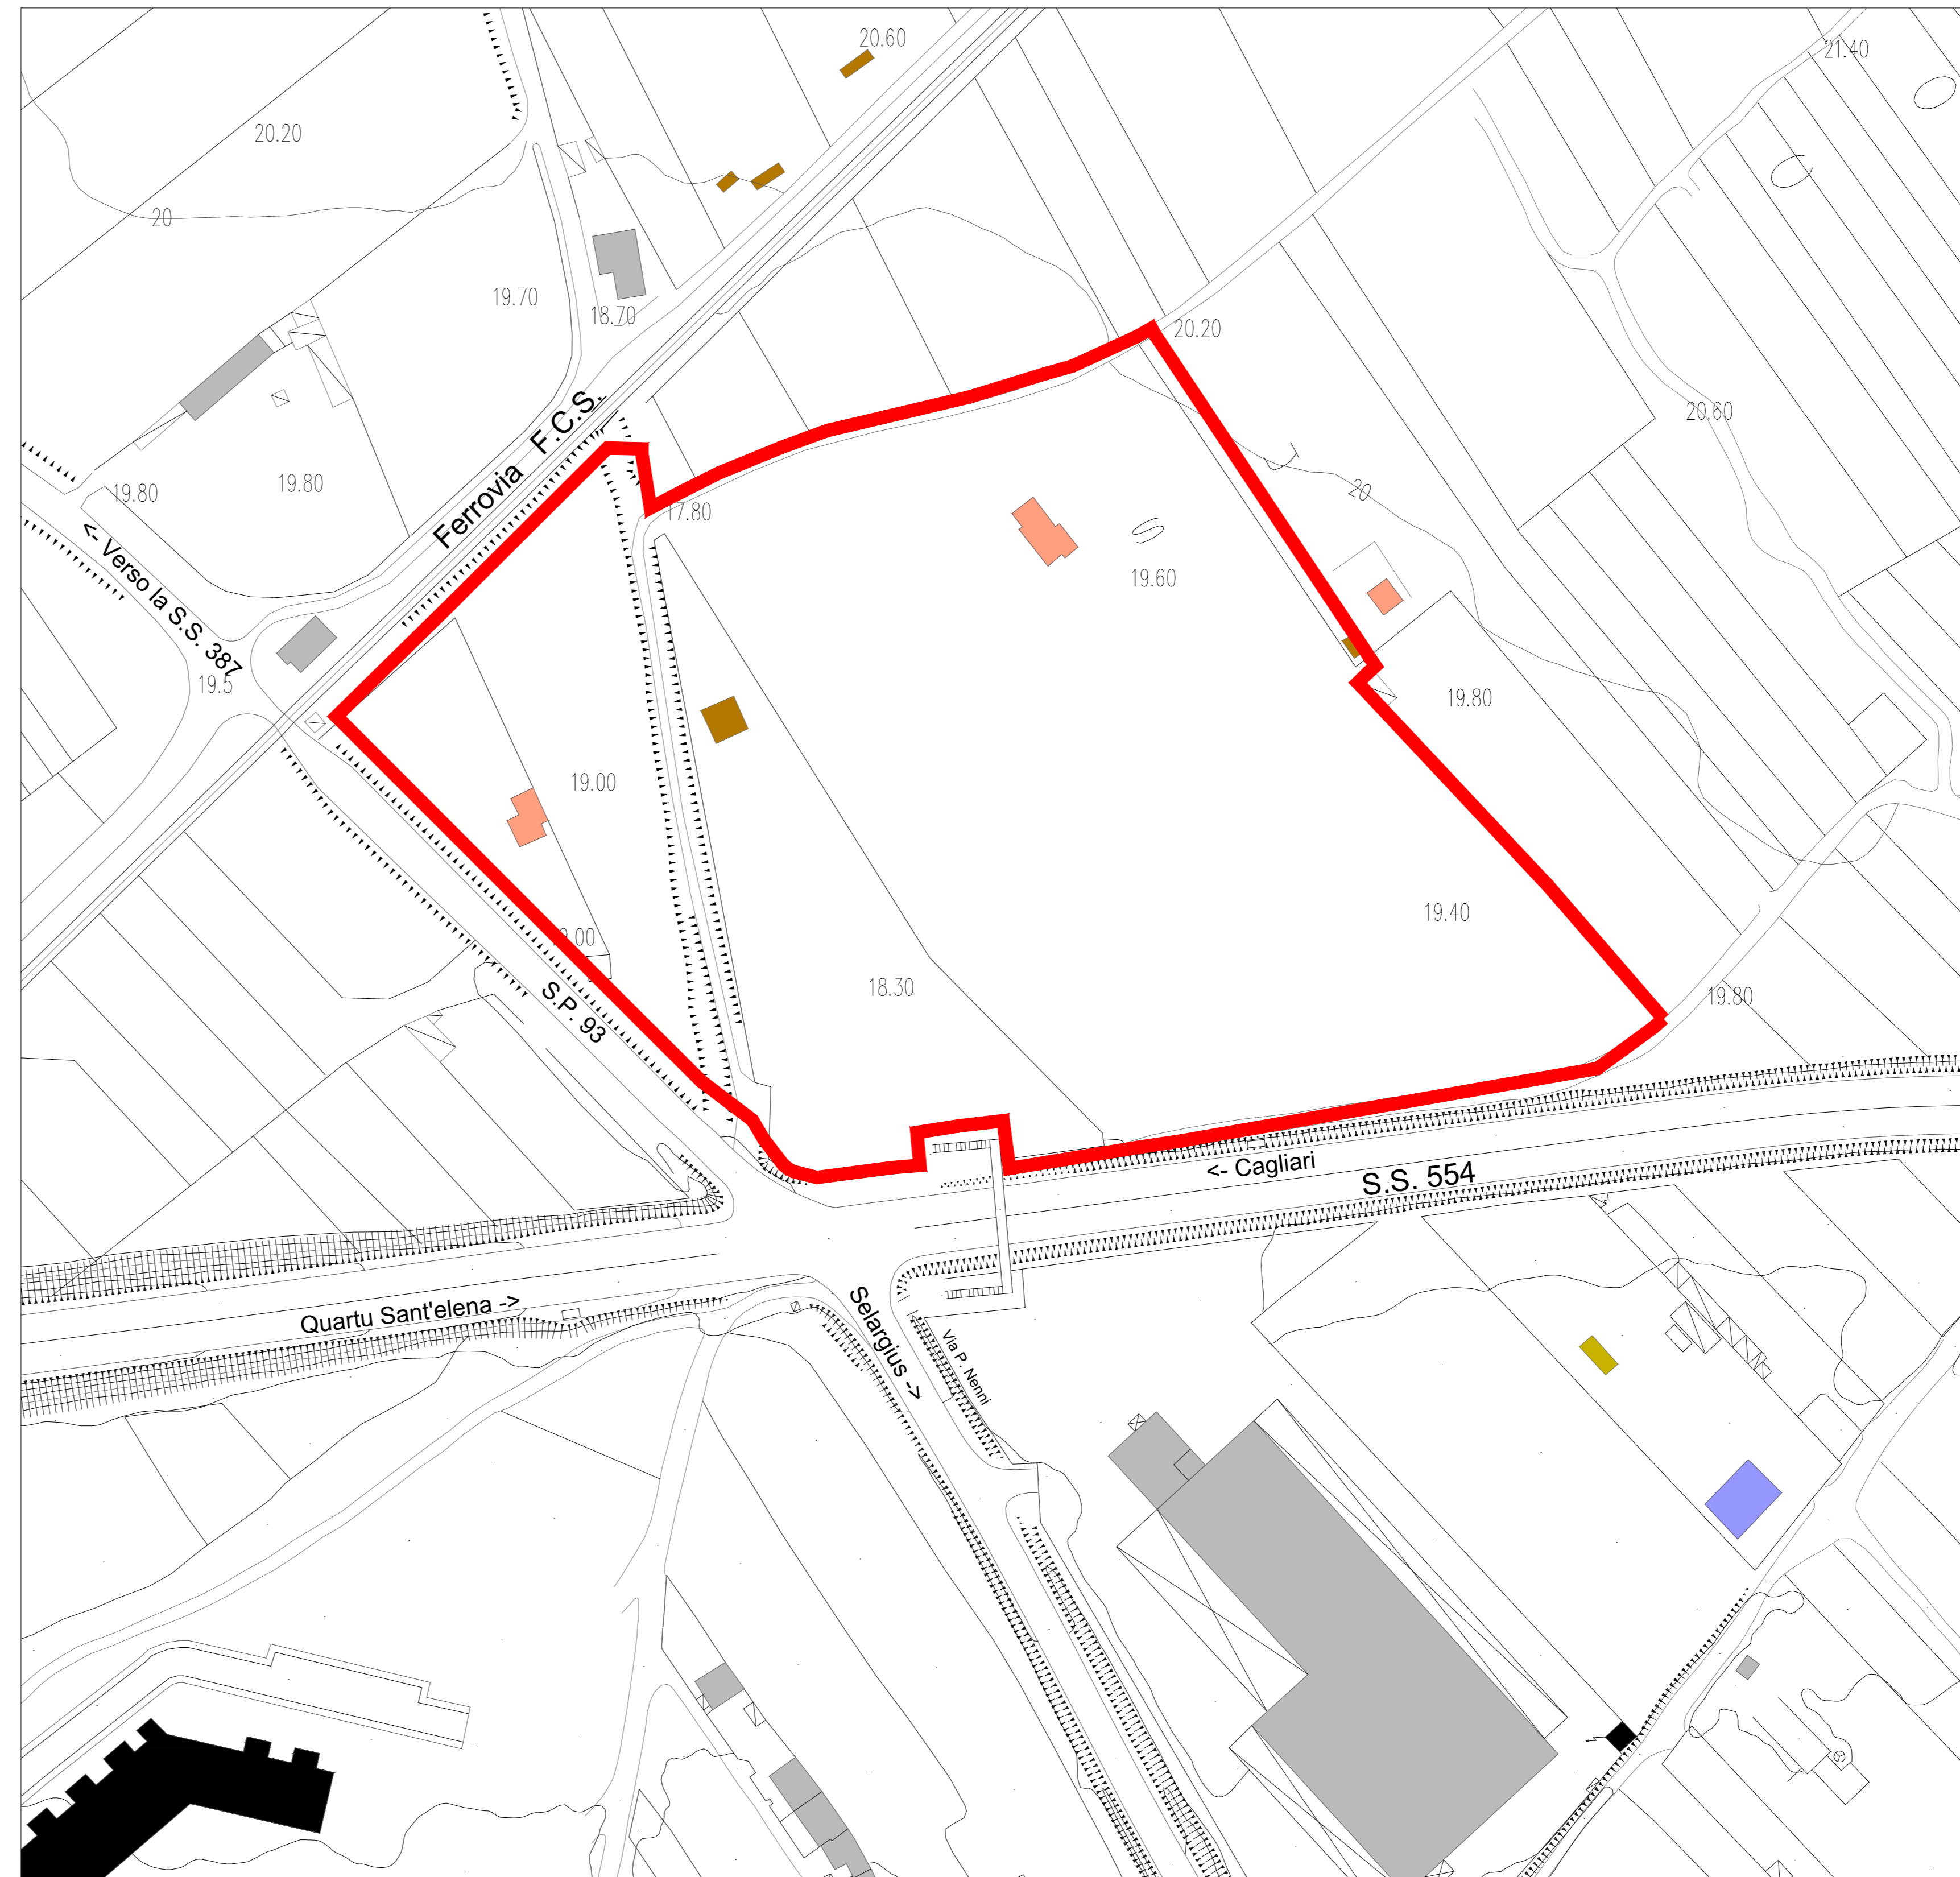 20.60
21.40
20.20
20
19.70
18.70
20.20
Ferrovia F.C.S.
20.60
19.80
19.80
20
17.80
S
19.60
<- Verso la S.S. 387
19.5
19.80
19.00
19.40
18.30
19.80
S.P. 93
<- Cagliari
S.S. 554
Quartu Sant'elena ->
Selargius ->
Via P. Nenni